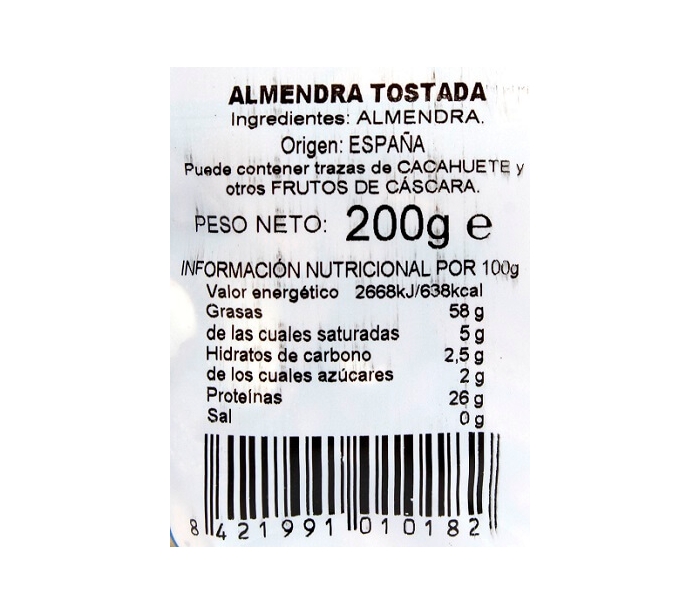 ALMENDRA TOSTADA
Ingredientes: ALMENDRA.
Origen: ESPAÑA
Puede contener trazas de CACAHUETE y
otros FRUTOS DE CÁSCARA.
PESO NETO: 200g e
INFORMACIÓN NUTRICIONAL POR 100g
Valor energético 2668kJ/638kcal
Grasas 58 g
de las cuales saturadas 5 g
Hidratos de carbono 2,5 g
de los cuales azúcares 2 g
Proteínas 26 g
Sal 0 g
8 421991 010182